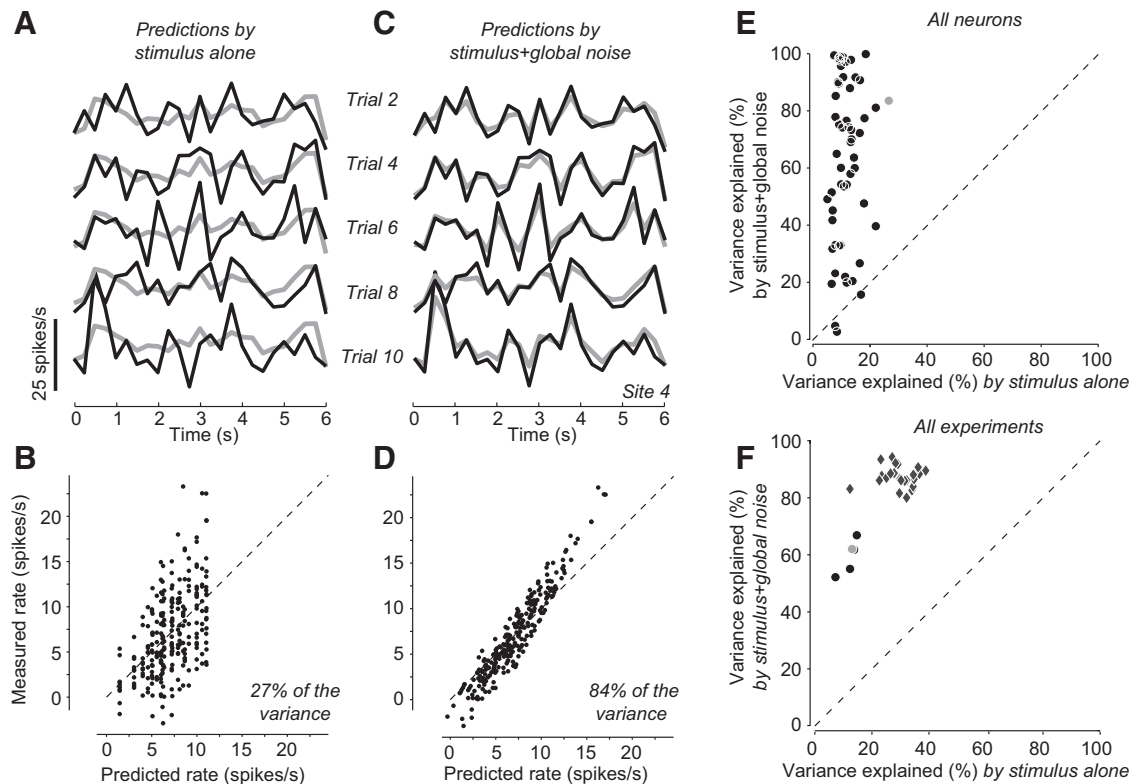 A
Predictions by
stimulus alone
C
Predictions by
stimulus+global noise
Trial 2
Trial 4
Trial 6
Trial 8
Trial 10
25 spikes/s
Site 4
0 1 2 3 4 5 6
Time (s)
0 1 2 3 4 5 6
Time (s)
B
Measured rate (spikes/s)
20
15
10
5
0
27% of the
variance
0 5 10 15 20
Predicted rate (spikes/s)
D
20
15
10
5
0
84% of the
variance
0 5 10 15 20
Predicted rate (spikes/s)
E
All neurons
Variance explained (%)
by stimulus+global noise
100
80
60
40
20
0
0 20 40 60 80 100
Variance explained (%) by stimulus alone
F
All experiments
Variance explained (%)
by stimulus+global noise
100
80
60
40
20
0
0 20 40 60 80 100
Variance explained (%) by stimulus alone